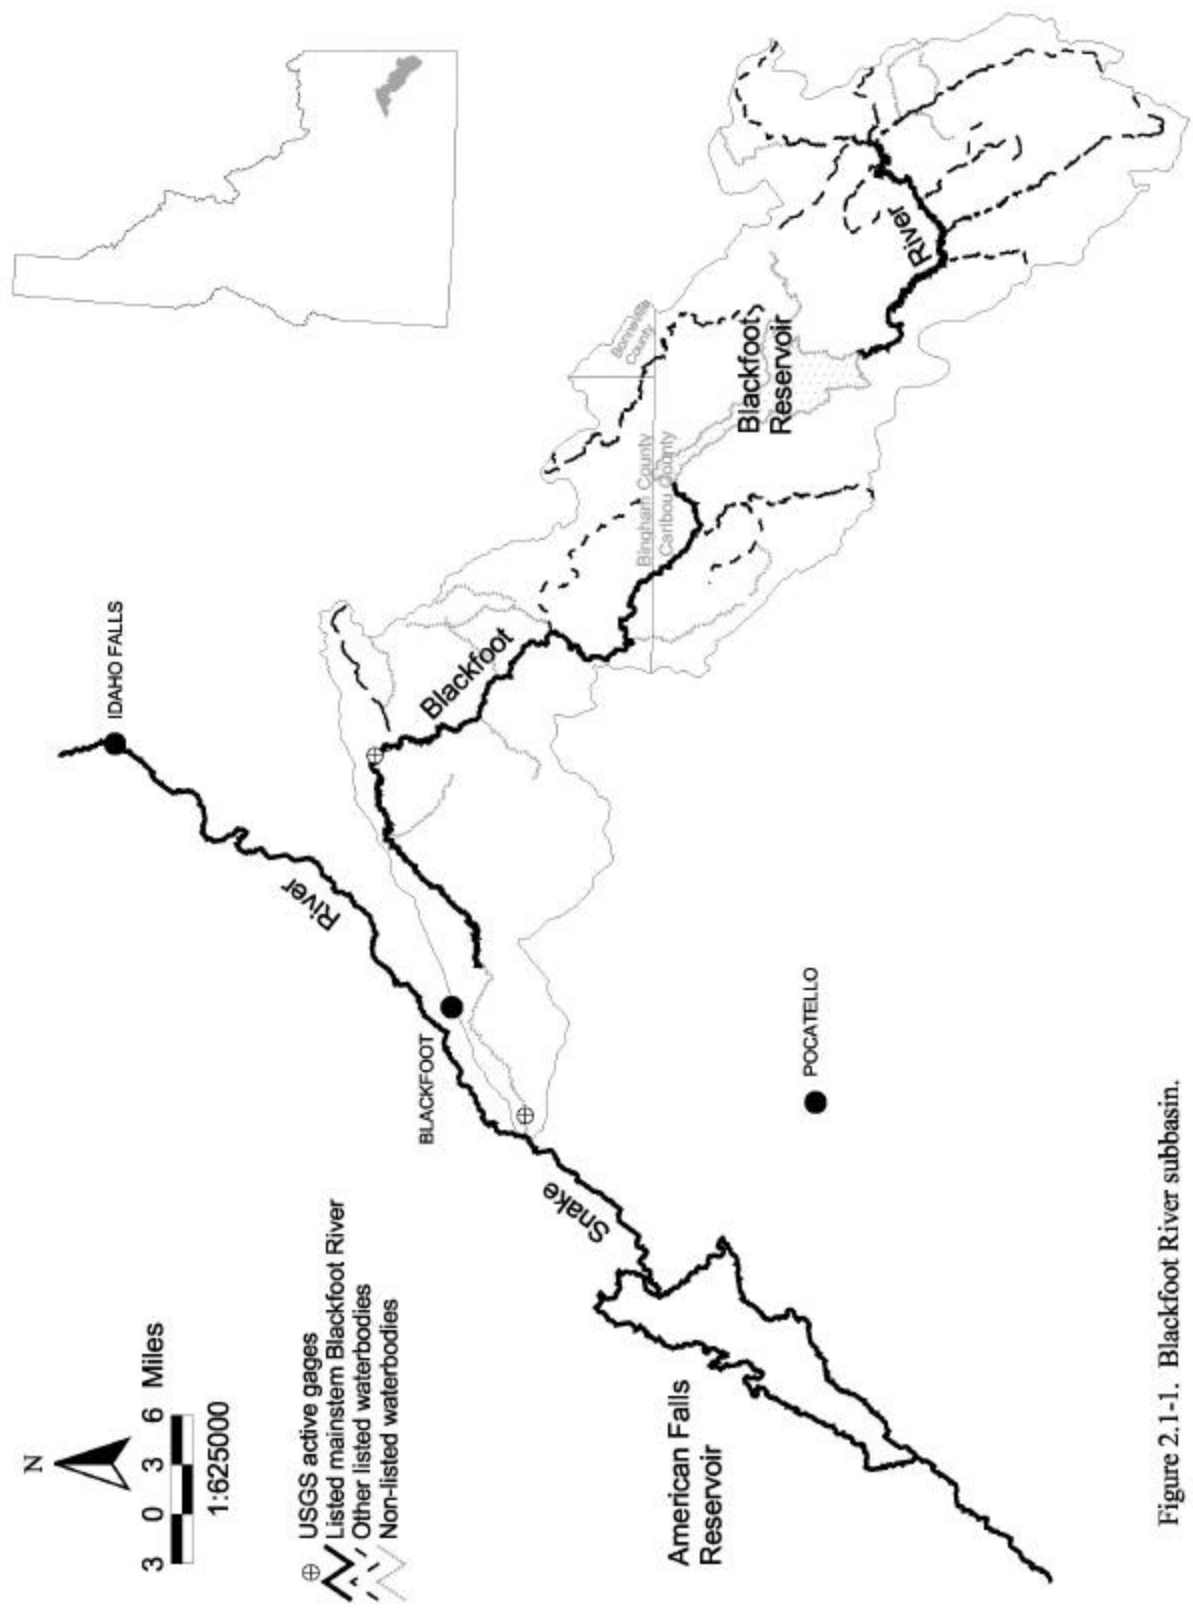 N
3 0 3 6 Miles
1:625000
USGS active gages
Listed mainstem Blackfoot River
Other listed waterbodies
Non-listed waterbodies
IDAHO FALLS
River
BLACKFOOT
Snake
American Falls
Reservoir
POCATELLO
Blackfoot
Bingham County
Caribou County
Bonneville
County
Blackfoot
Reservoir
River
Figure 2.1-1. Blackfoot River subbasin.